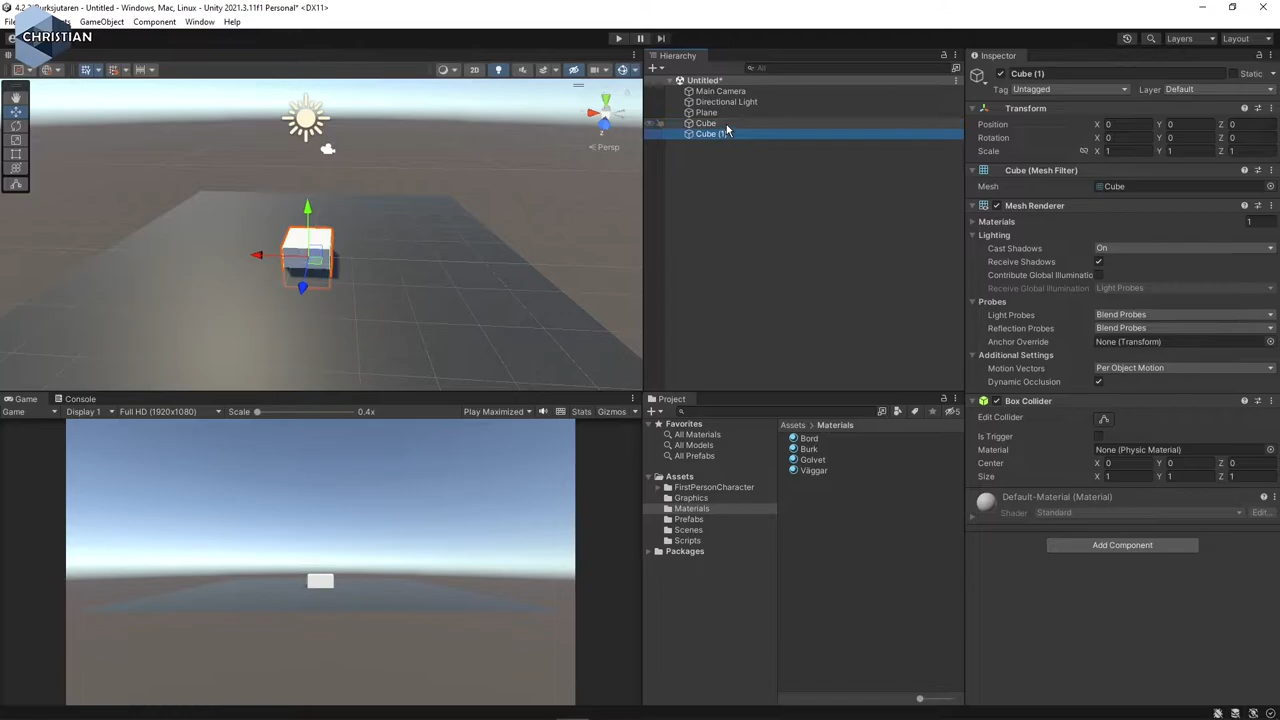 4.2.2 Burksjutaren - Untitled - Windows, Mac, Linux - Unity 2021.3.11f1 Personal* <DX11>
GameObject Component Window Help
CHRISTIAN
Layers Layout
Hierarchy
All
2D
Persp
Untitled*
Main Camera
Directional Light
Plane
Cube
Cube (1)
Inspector
Cube (1) Static
Tag Untagged Layer Default
Transform
Position X 0 Y 0 Z 0
Rotation X 0 Y 0 Z 0
Scale X 1 Y 1 Z 1
Cube (Mesh Filter)
Mesh Cube
Mesh Renderer
Materials 1
Lighting
Cast Shadows On
Receive Shadows
Contribute Global Illuminatio
Receive Global Illumination Light Probes
Probes
Light Probes Blend Probes
Reflection Probes Blend Probes
Anchor Override None (Transform)
Additional Settings
Motion Vectors Per Object Motion
Dynamic Occlusion
Box Collider
Edit Collider
Is Trigger
Material None (Physic Material)
Center X 0 Y 0 Z 0
Size X 1 Y 1 Z 1
Default-Material (Material)
Shader Standard Edit...
Add Component
Game Console
Game Display 1 Full HD (1920x1080) Scale 0.4x Play Maximized Stats Gizmos
Project
5
Favorites
All Materials
All Models
All Prefabs
Assets
FirstPersonCharacter
Graphics
Materials
Prefabs
Scenes
Scripts
Packages
Assets Materials
Bord
Burk
Golvet
Väggar